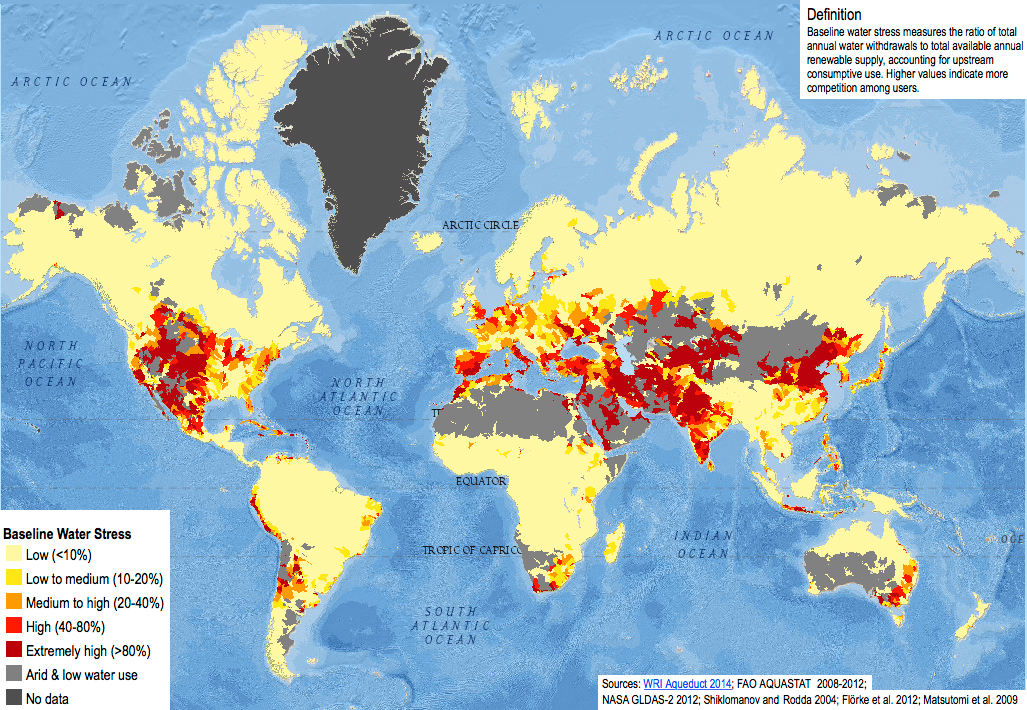 Definition
Baseline water stress measures the ratio of total
annual water withdrawals to total available annual
renewable supply, accounting for upstream
consumptive use. Higher values indicate more
competition among users.
ARCTIC OCEAN
ARCTIC OCEAN
ARCTIC CIRCLE
NORTH
PACIFIC
OCEAN
NORTH
ATLANTIC
OCEAN
EQUATOR
TROPIC OF CAPRIC
INDIAN
OCEAN
OCE
SOUTH
ATLANTIC
OCEAN
Baseline Water Stress
Low (<10%)
Low to medium (10-20%)
Medium to high (20-40%)
High (40-80%)
Extremely high (>80%)
Arid & low water use
No data
Sources: WRI Aqueduct 2014; FAO AQUASTAT 2008-2012;
NASA GLDAS-2 2012; Shiklomanov and Rodda 2004; Flörke et al. 2012; Matsutomi et al. 2009